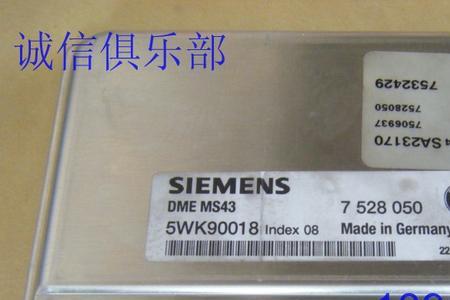 诚信俱乐部
7532429
7528050
7506937
SA23170
SIEMENS
DME MS43
7 528 050
5WK90018 Index 08
Made in Germany
22